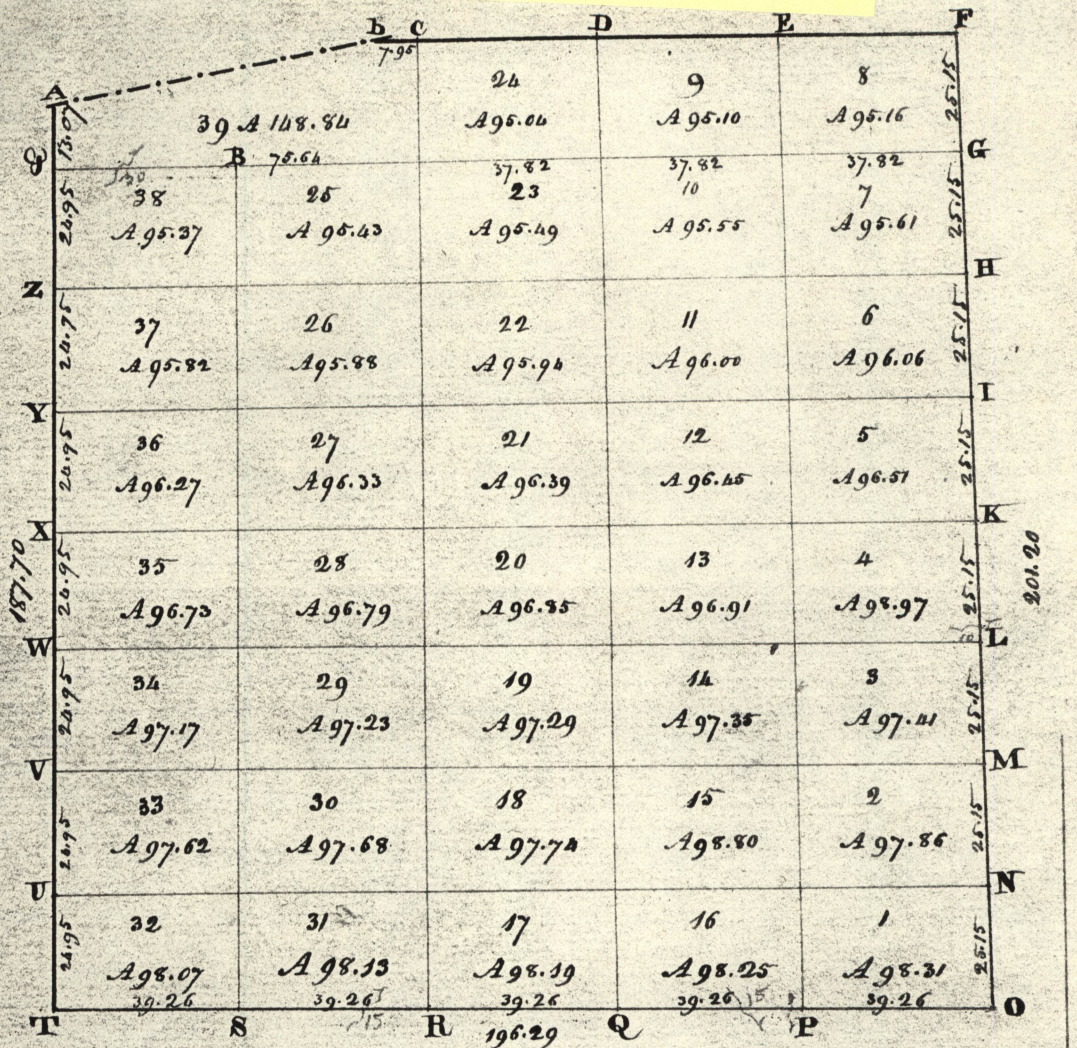 b C D E F
7.95
A
24 9 8
39 A 148.84 A 95.04 A 95.10 A 95.16 25.15
13.07
& B 75.64 37.82 37.82 37.82 G
38 25 23 10 7
24.95 A 95.37 A 95.43 A 95.49 A 95.55 A 95.61 25.15
Z H
37 26 22 11 6
24.75 A 95.82 A 95.88 A 95.94 A 96.00 A 96.06 25.15
Y I
36 27 21 12 5
24.95 A 96.27 A 96.33 A 96.39 A 96.45 A 96.51 25.15
X K
187.70 201.20
35 28 20 13 4
24.95 A 96.73 A 96.79 A 96.85 A 96.91 A 98.97 25.15
W L
34 29 19 14 3
24.95 A 97.17 A 97.23 A 97.29 A 97.35 A 97.41 25.15
V M
33 30 18 15 2
24.95 A 97.62 A 97.68 A 97.74 A 98.80 A 97.86 25.15
U N
32 31 17 16 1
24.95 A 98.07 A 98.13 A 98.19 A 98.25 A 98.31 25.15
39.26 39.26 39.26 39.26 15 39.26
T S 15 R Q P O
196.29